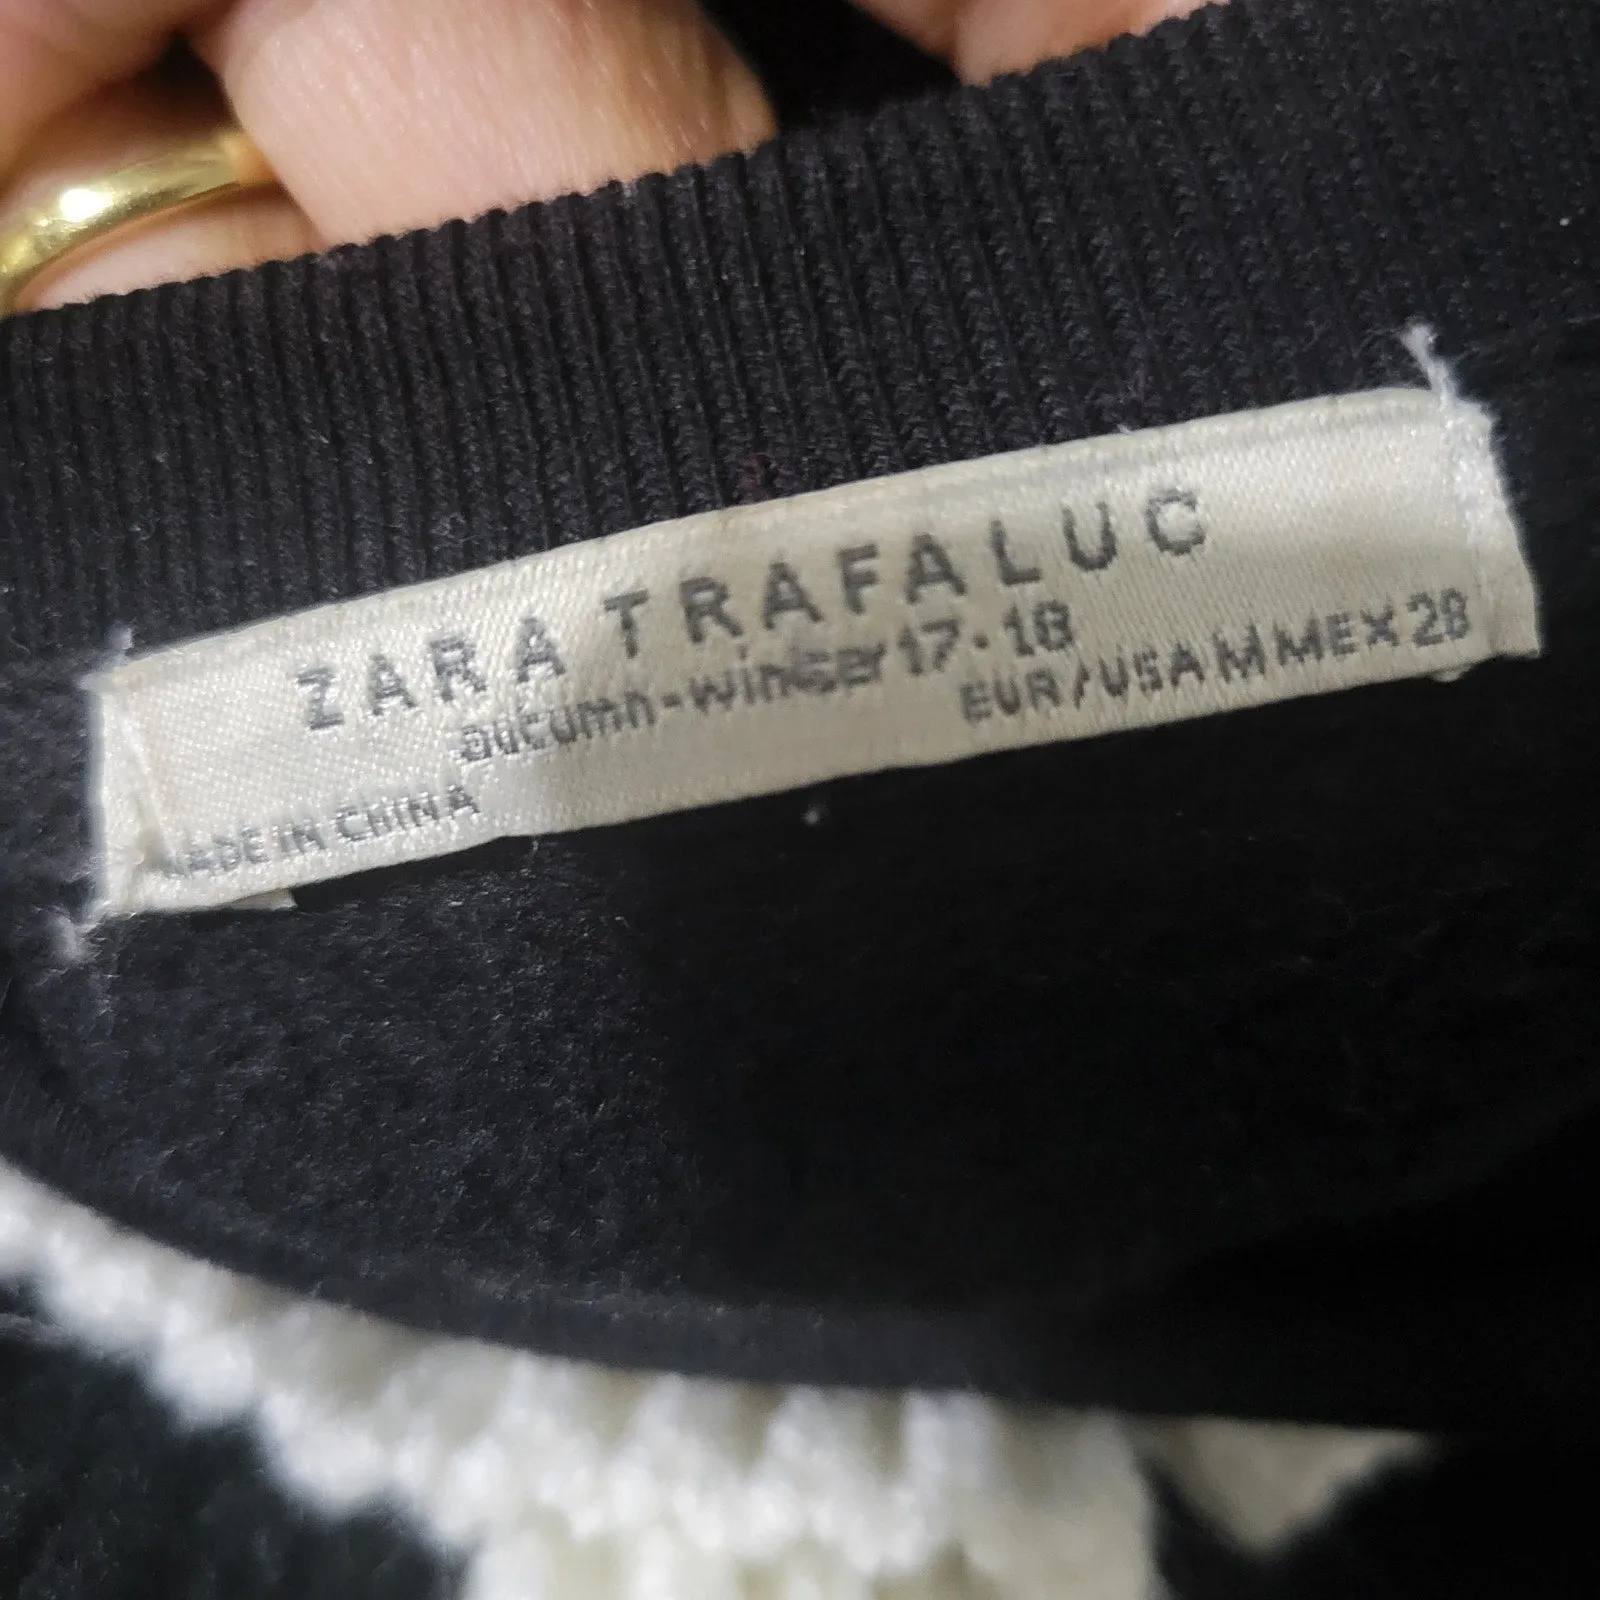 ZARA TRAFALUC
autumn-winter 17-18
EUR/USA M MEX 28
MADE IN CHINA